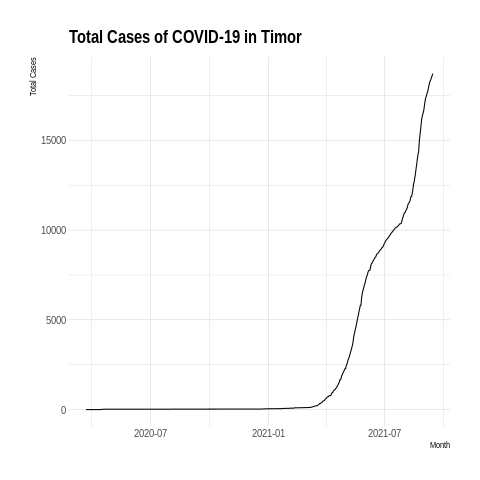 Total Cases of COVID-19 in Timor
Total Cases
15000
10000
5000
0
2020-07
2021-01
2021-07
Month